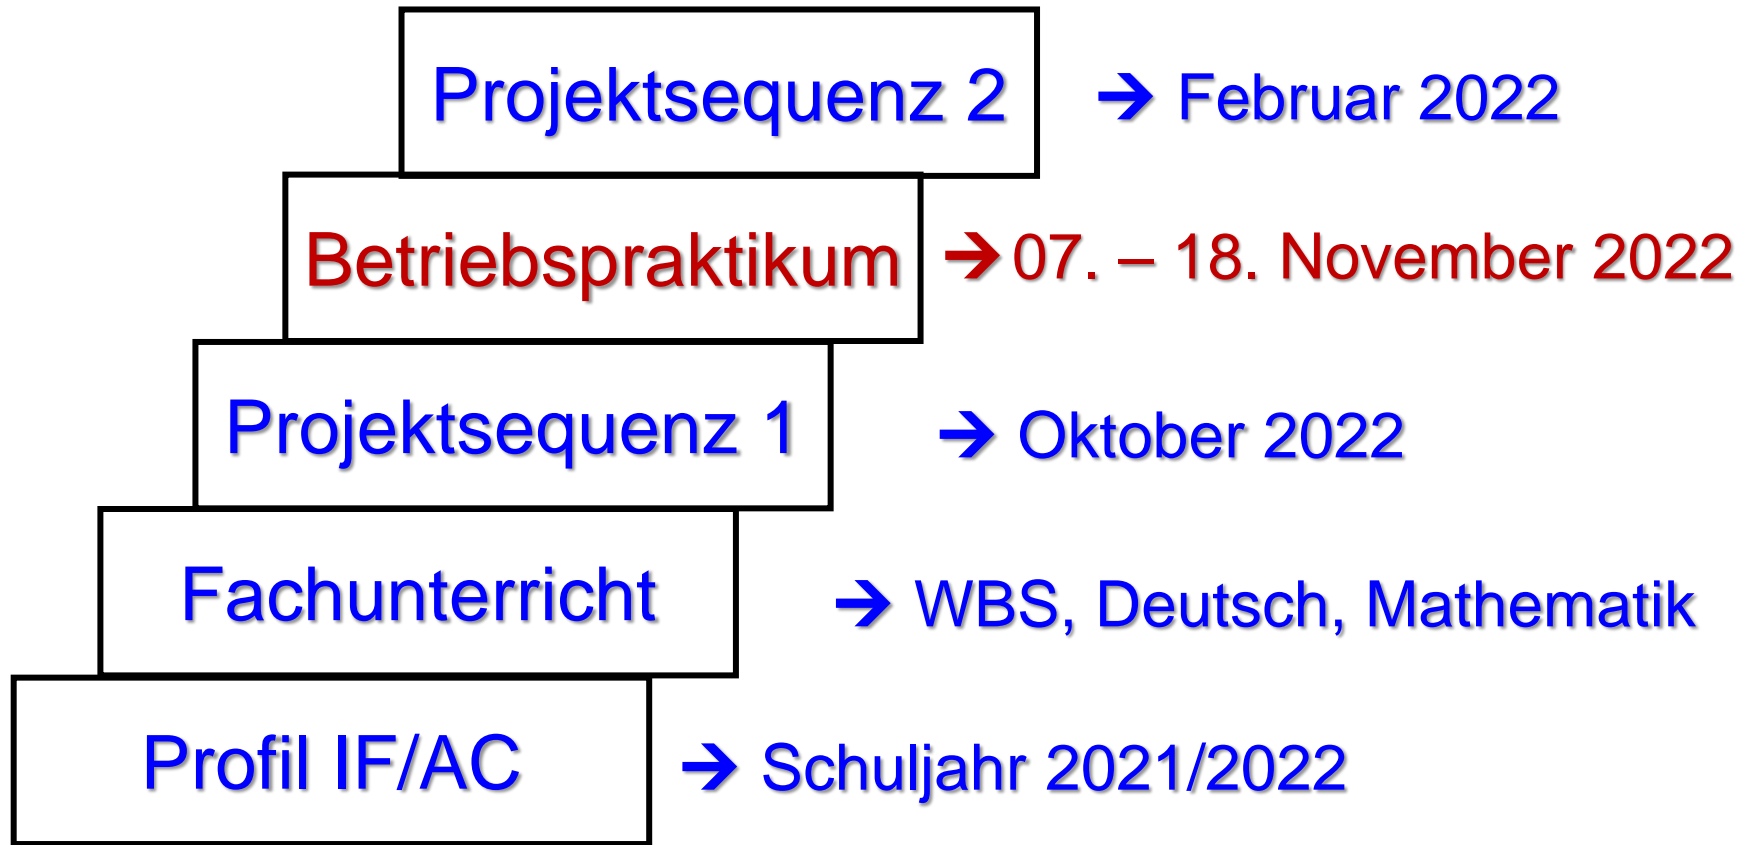 Projektsequenz 2 ➔ Februar 2022
Betriebspraktikum ➔ 07. – 18. November 2022
Projektsequenz 1 ➔ Oktober 2022
Fachunterricht ➔ WBS, Deutsch, Mathematik
Profil IF/AC ➔ Schuljahr 2021/2022